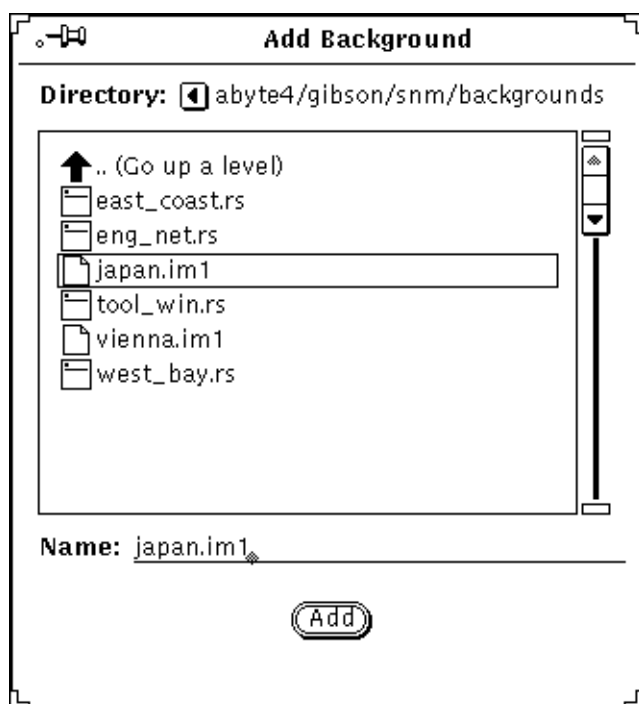 Add Background
Directory: abyte4/gibson/snm/backgrounds
.. (Go up a level)
east_coast.rs
eng_net.rs
japan.im1
tool_win.rs
vienna.im1
west_bay.rs
Name: japan.im1
Add